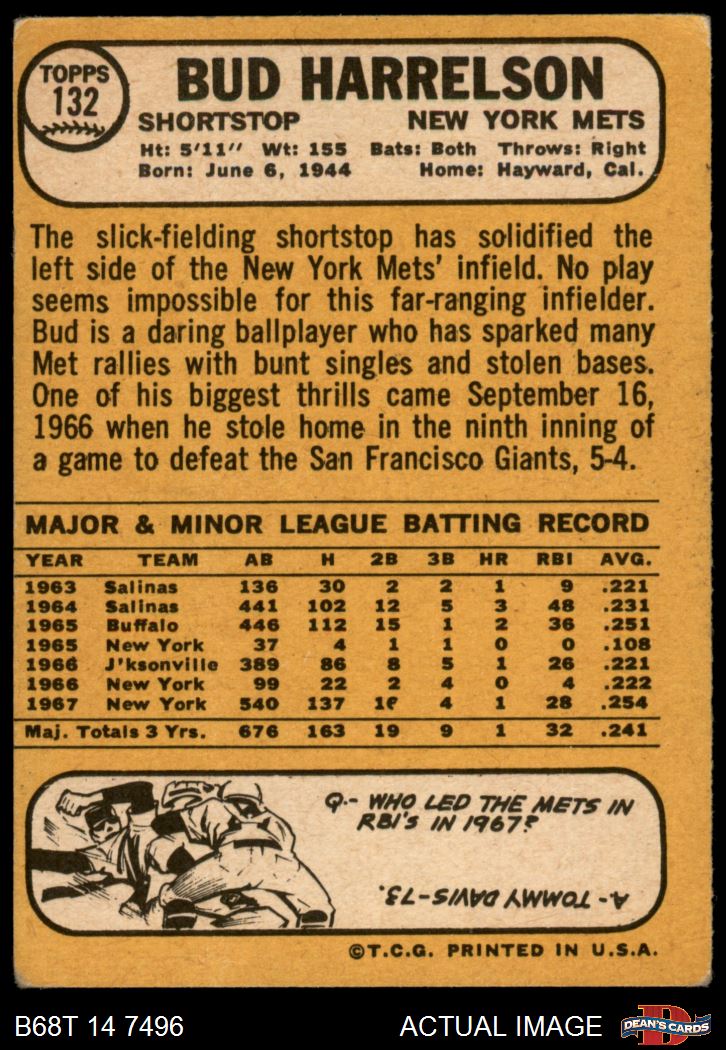 TOPPS
132
BUD HARRELSON
SHORTSTOP NEW YORK METS
Ht: 5'11" Wt: 155 Bats: Both Throws: Right
Born: June 6, 1944 Home: Hayward, Cal.
The slick-fielding shortstop has solidified the
left side of the New York Mets' infield. No play
seems impossible for this far-ranging infielder.
Bud is a daring ballplayer who has sparked many
Met rallies with bunt singles and stolen bases.
One of his biggest thrills came September 16,
1966 when he stole home in the ninth inning of
a game to defeat the San Francisco Giants, 5-4.
MAJOR & MINOR LEAGUE BATTING RECORD
YEAR TEAM AB H 2B 3B HR RBI AVG.
1963 Salinas 136 30 2 2 1 9 .221
1964 Salinas 441 102 12 5 3 48 .231
1965 Buffalo 446 112 15 1 2 36 .251
1965 New York 37 4 1 1 0 0 .108
1966 J'ksonville 389 86 8 5 1 26 .221
1966 New York 99 22 2 4 0 4 .222
1967 New York 540 137 16 4 1 28 .254
Maj. Totals 3 Yrs. 676 163 19 9 1 32 .241
Q.- WHO LED THE METS IN
RBI'S IN 1967?
A- TOMMY DAVIS-73.
©T.C.G. PRINTED IN U.S.A.
B68T 14 7496 ACTUAL IMAGE
D
DEAN'S CARDS